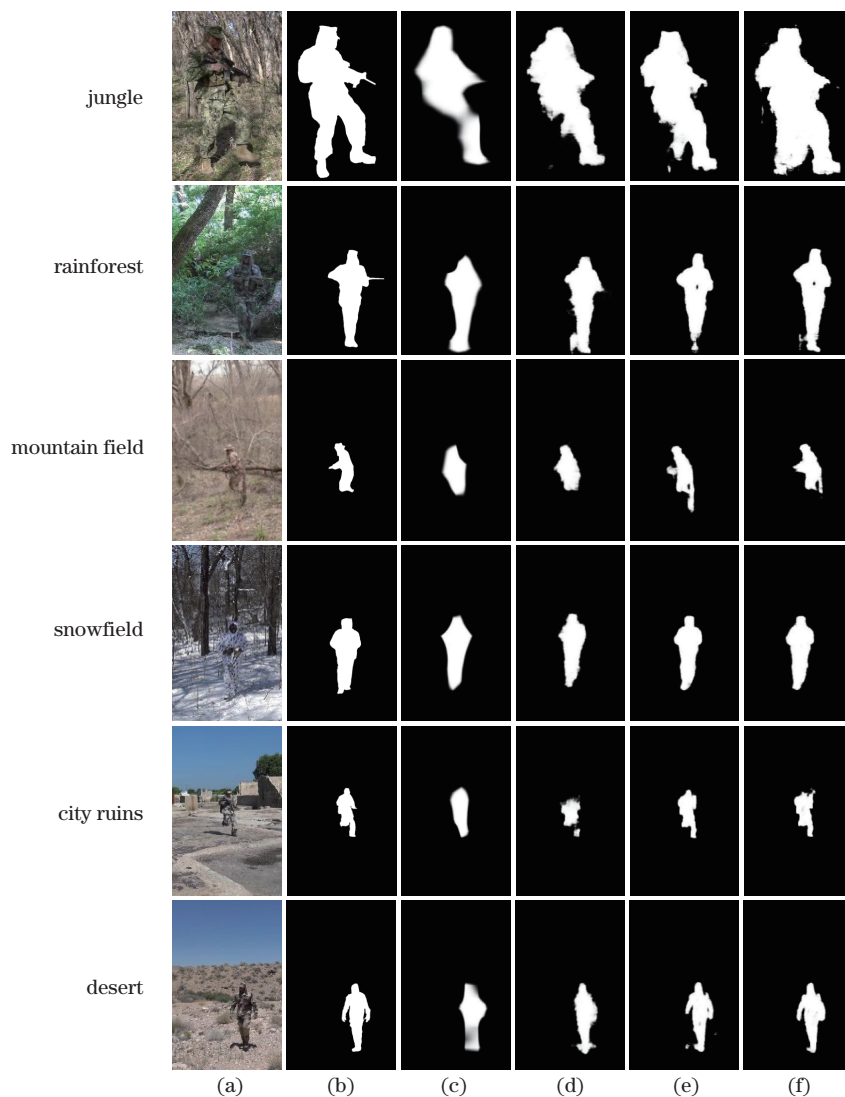 jungle
rainforest
mountain field
snowfield
city ruins
desert
(a) (b) (c) (d) (e) (f)